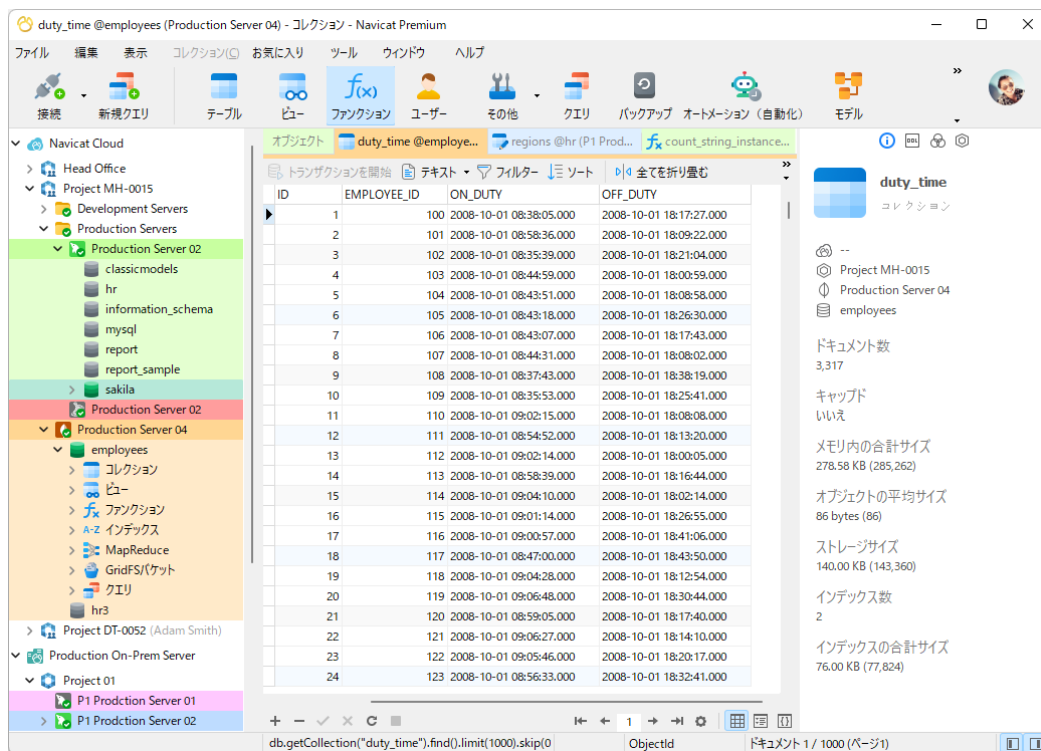 duty_time @employees (Production Server 04) - コレクション - Navicat Premium
ファイル 編集 表示 コレクション(C) お気に入り ツール ウィンドウ ヘルプ
接続 新規クエリ テーブル ビュー ファンクション ユーザー その他 クエリ バックアップ オートメーション（自動化） モデル
Navicat Cloud
Head Office
Project MH-0015
Development Servers
Production Servers
Production Server 02
classicmodels
hr
information_schema
mysql
report
report_sample
sakila
Production Server 02
Production Server 04
employees
コレクション
ビュー
ファンクション
A-Z インデックス
MapReduce
GridFSバケット
クエリ
hr3
Project DT-0052 (Adam Smith)
Production On-Prem Server
Project 01
P1 Prodction Server 01
P1 Prodction Server 02
オブジェクト duty_time @employe... regions @hr (P1 Prod... count_string_instance...
トランザクションを開始 テキスト フィルター ソート 全てを折り畳む
ID EMPLOYEE_ID ON_DUTY OFF_DUTY
1 100 2008-10-01 08:38:05.000 2008-10-01 18:17:27.000
2 101 2008-10-01 08:58:36.000 2008-10-01 18:09:22.000
3 102 2008-10-01 08:35:39.000 2008-10-01 18:21:04.000
4 103 2008-10-01 08:44:59.000 2008-10-01 18:00:59.000
5 104 2008-10-01 08:43:51.000 2008-10-01 18:08:58.000
6 105 2008-10-01 08:43:18.000 2008-10-01 18:26:30.000
7 106 2008-10-01 08:43:07.000 2008-10-01 18:17:43.000
8 107 2008-10-01 08:44:31.000 2008-10-01 18:08:02.000
9 108 2008-10-01 08:37:43.000 2008-10-01 18:38:19.000
10 109 2008-10-01 08:35:53.000 2008-10-01 18:25:41.000
11 110 2008-10-01 09:02:15.000 2008-10-01 18:08:08.000
12 111 2008-10-01 08:54:52.000 2008-10-01 18:13:20.000
13 112 2008-10-01 09:02:14.000 2008-10-01 18:00:05.000
14 113 2008-10-01 08:58:39.000 2008-10-01 18:16:44.000
15 114 2008-10-01 09:04:10.000 2008-10-01 18:02:14.000
16 115 2008-10-01 09:01:14.000 2008-10-01 18:26:55.000
17 116 2008-10-01 09:00:57.000 2008-10-01 18:41:06.000
18 117 2008-10-01 08:47:00.000 2008-10-01 18:43:50.000
19 118 2008-10-01 09:04:28.000 2008-10-01 18:12:54.000
20 119 2008-10-01 09:06:48.000 2008-10-01 18:30:44.000
21 120 2008-10-01 08:59:05.000 2008-10-01 18:17:40.000
22 121 2008-10-01 09:06:27.000 2008-10-01 18:14:10.000
23 122 2008-10-01 09:05:46.000 2008-10-01 18:20:17.000
24 123 2008-10-01 08:56:33.000 2008-10-01 18:32:41.000
1
db.getCollection("duty_time").find().limit(1000).skip(0 ObjectId ドキュメント 1 / 1000 (ページ1)
DDL
duty_time
コレクション
--
Project MH-0015
Production Server 04
employees
ドキュメント数
3,317
キャップド
いいえ
メモリ内の合計サイズ
278.58 KB (285,262)
オブジェクトの平均サイズ
86 bytes (86)
ストレージサイズ
140.00 KB (143,360)
インデックス数
2
インデックスの合計サイズ
76.00 KB (77,824)